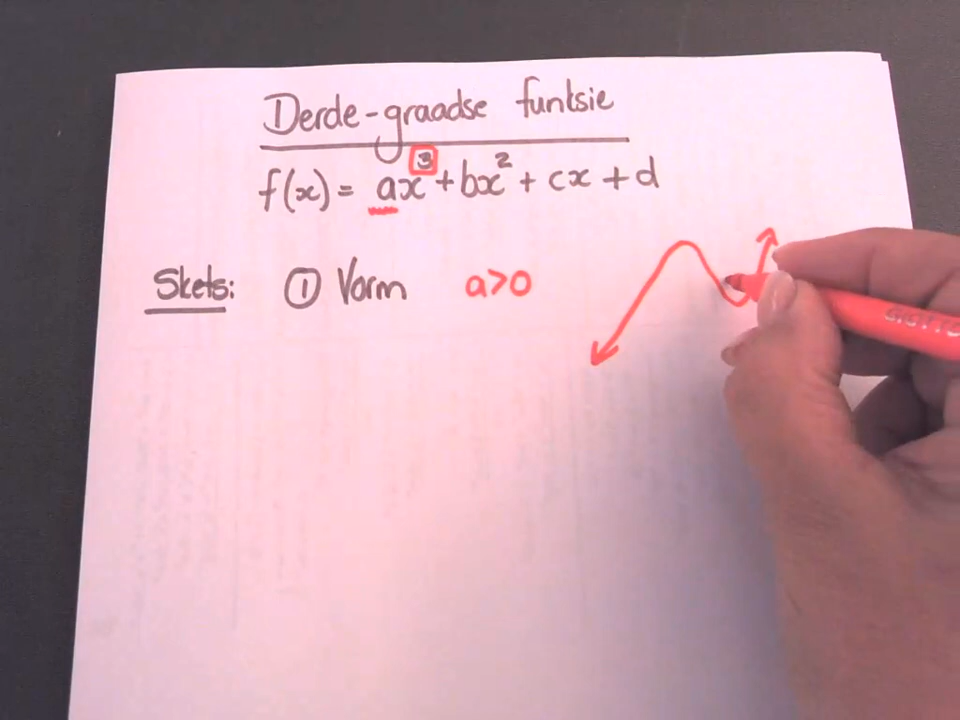 Derde-graadse funtsie
f(x) = ax³ + bx² + cx + d
Skets: ① Vorm a>0